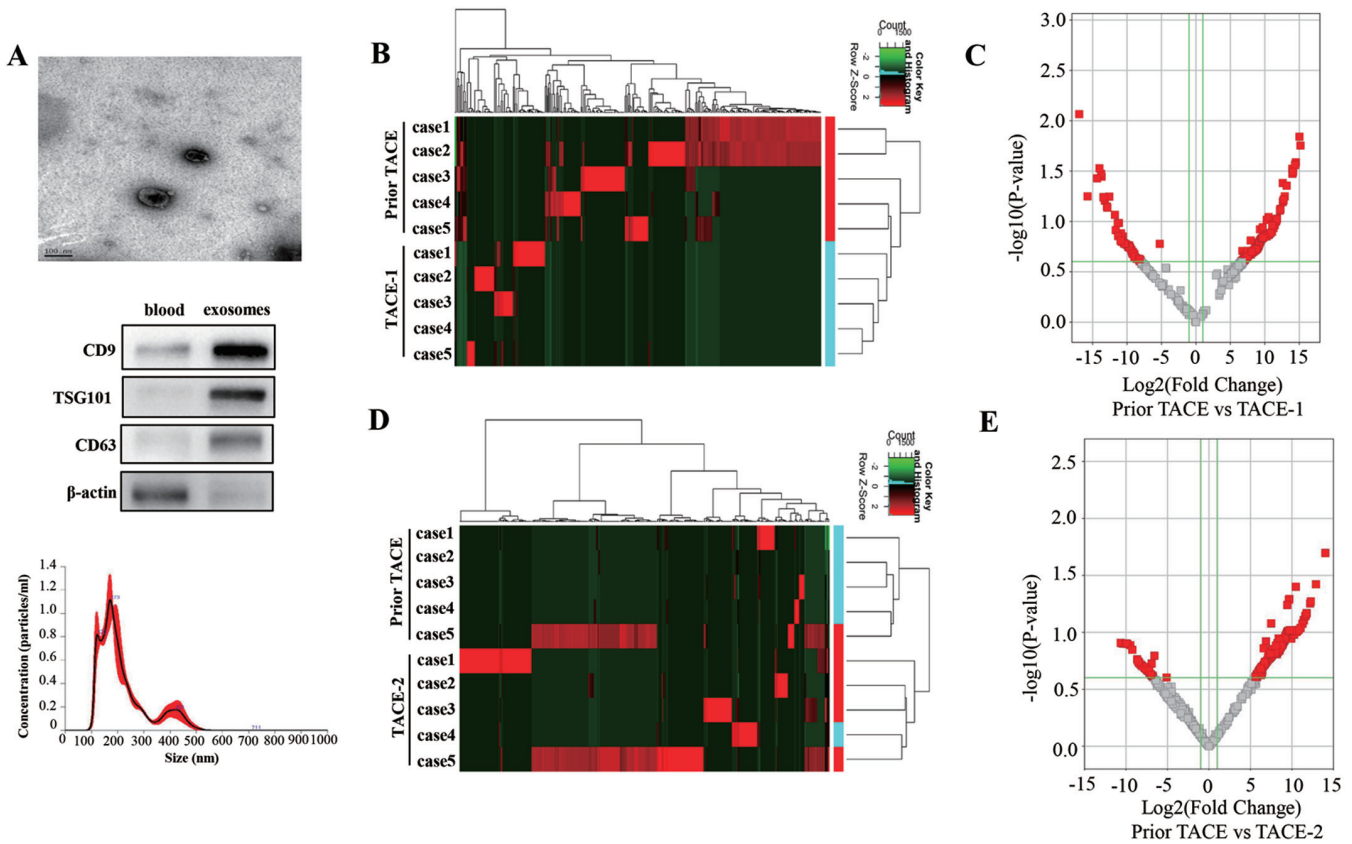 A
100 nm
blood exosomes
CD9
TSG101
CD63
β-actin
Concentration (particles/ml)
1.4
1.2
1.0
0.8
0.6
0.4
0.2
0
0 100 200 300 400 500 600 700 800 900 1000
Size (nm)
B
Count
0 1500
Color Key
and Histogram
Row Z-Score
-2 0 2
Prior TACE
case1
case2
case3
case4
case5
TACE-1
case1
case2
case3
case4
case5
C
-log10(P-value)
3.0
2.5
2.0
1.5
1.0
0.5
0.0
-15 -10 -5 0 5 10 15
Log2(Fold Change)
Prior TACE vs TACE-1
D
Count
0 1500
Color Key
and Histogram
Row Z-Score
-2 0 2
Prior TACE
case1
case2
case3
case4
case5
TACE-2
case1
case2
case3
case4
case5
E
-log10(P-value)
2.5
2.0
1.5
1.0
0.5
0.0
-15 -10 -5 0 5 10 15
Log2(Fold Change)
Prior TACE vs TACE-2